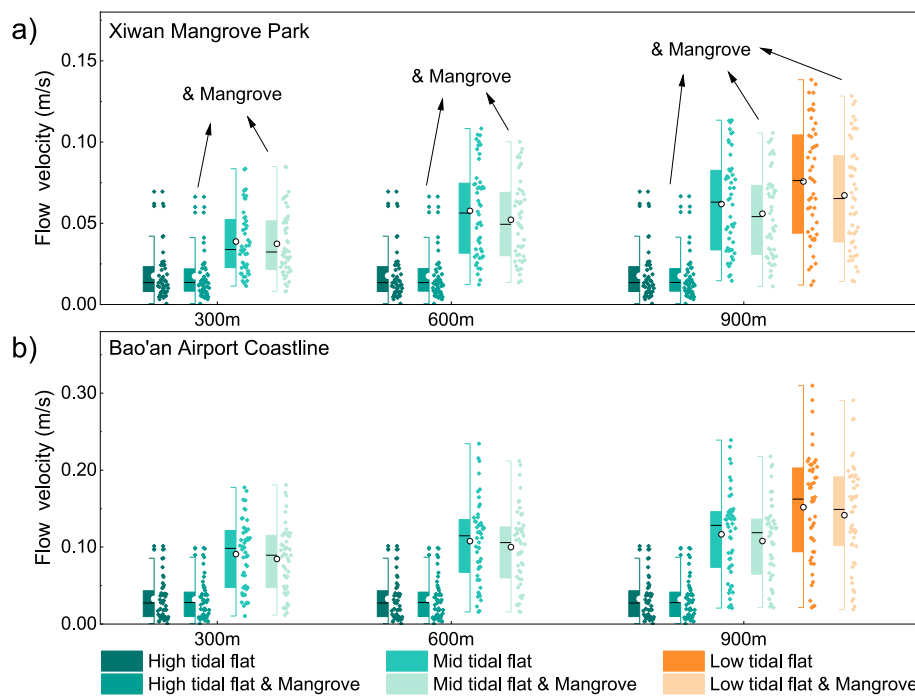 a)
Xiwan Mangrove Park
& Mangrove
& Mangrove
& Mangrove
Flow velocity (m/s)
0.15
0.10
0.05
0.00
300m
600m
900m
b)
Bao'an Airport Coastline
Flow velocity (m/s)
0.30
0.20
0.10
0.00
300m
600m
900m
High tidal flat
Mid tidal flat
Low tidal flat
High tidal flat & Mangrove
Mid tidal flat & Mangrove
Low tidal flat & Mangrove